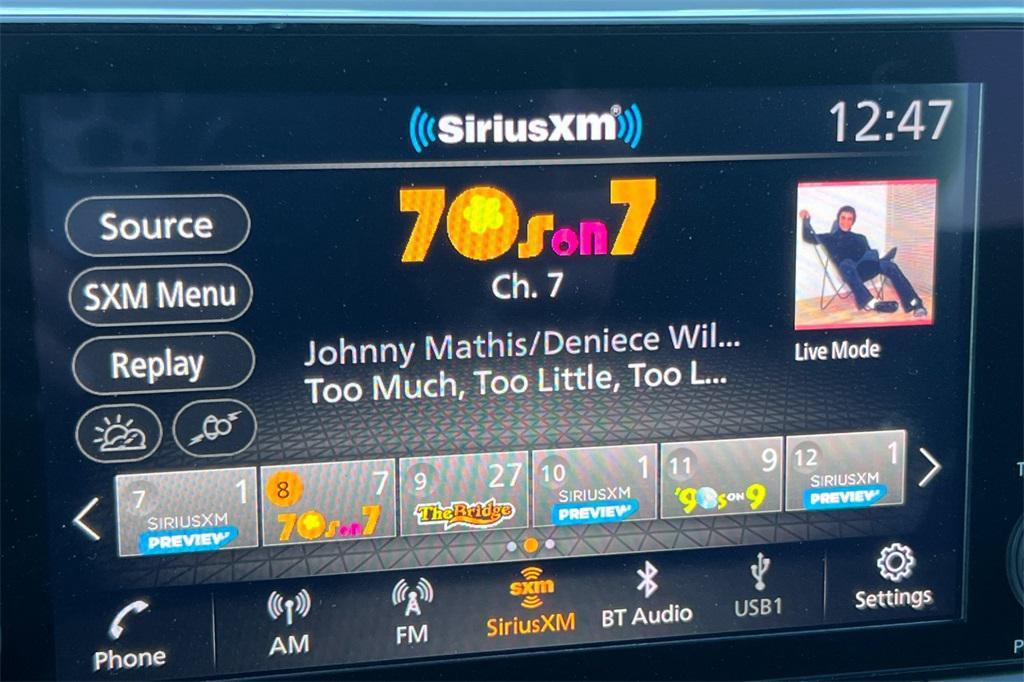 SiriusXm®
12:47
Source
SXM Menu
Replay
70s on 7
Ch. 7
Johnny Mathis/Deniece Wil...
Too Much, Too Little, Too L...
Live Mode
7 1
SIRIUSXM
PREVIEW
8 7
70s on 7
9 27
The Bridge
10 1
SIRIUSXM
PREVIEW
11 9
'90s ON 9
12 1
SIRIUSXM
PREVIEW
Phone
AM
FM
sxm
SiriusXM
BT Audio
USB1
Settings
T
P